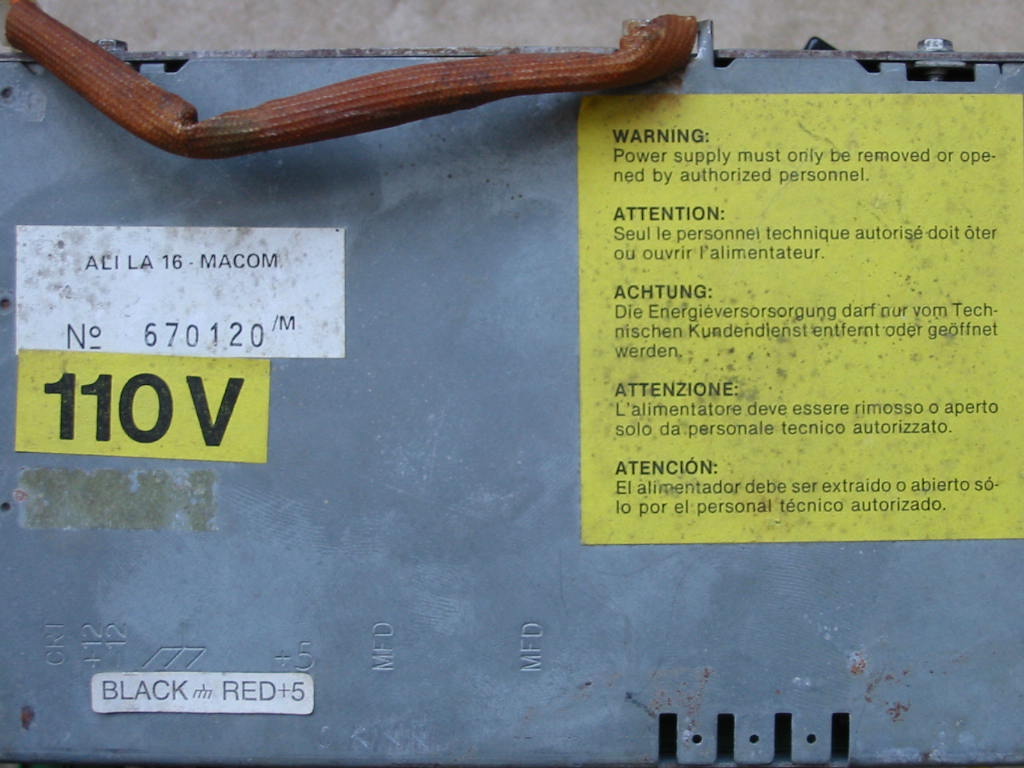 WARNING:
Power supply must only be removed or ope-
ned by authorized personnel.
ATTENTION:
Seul le personnel technique autorisé doit ôter
ou ouvrir l'alimentateur.
ACHTUNG:
Die Energieversorsorgung darf nur vom Tech-
nischen Kundendienst entfernt oder geöffnet
werden.
ATTENZIONE:
L'alimentatore deve essere rimosso o aperto
solo da personale tecnico autorizzato.
ATENCIÓN:
El alimentador debe ser extraido o abierto só-
lo por el personal técnico autorizado.
ALI LA 16 - MACOM
Nº 670120/M
110V
CRT
+12
-12
+5
MFD
MFD
BLACK RED+5